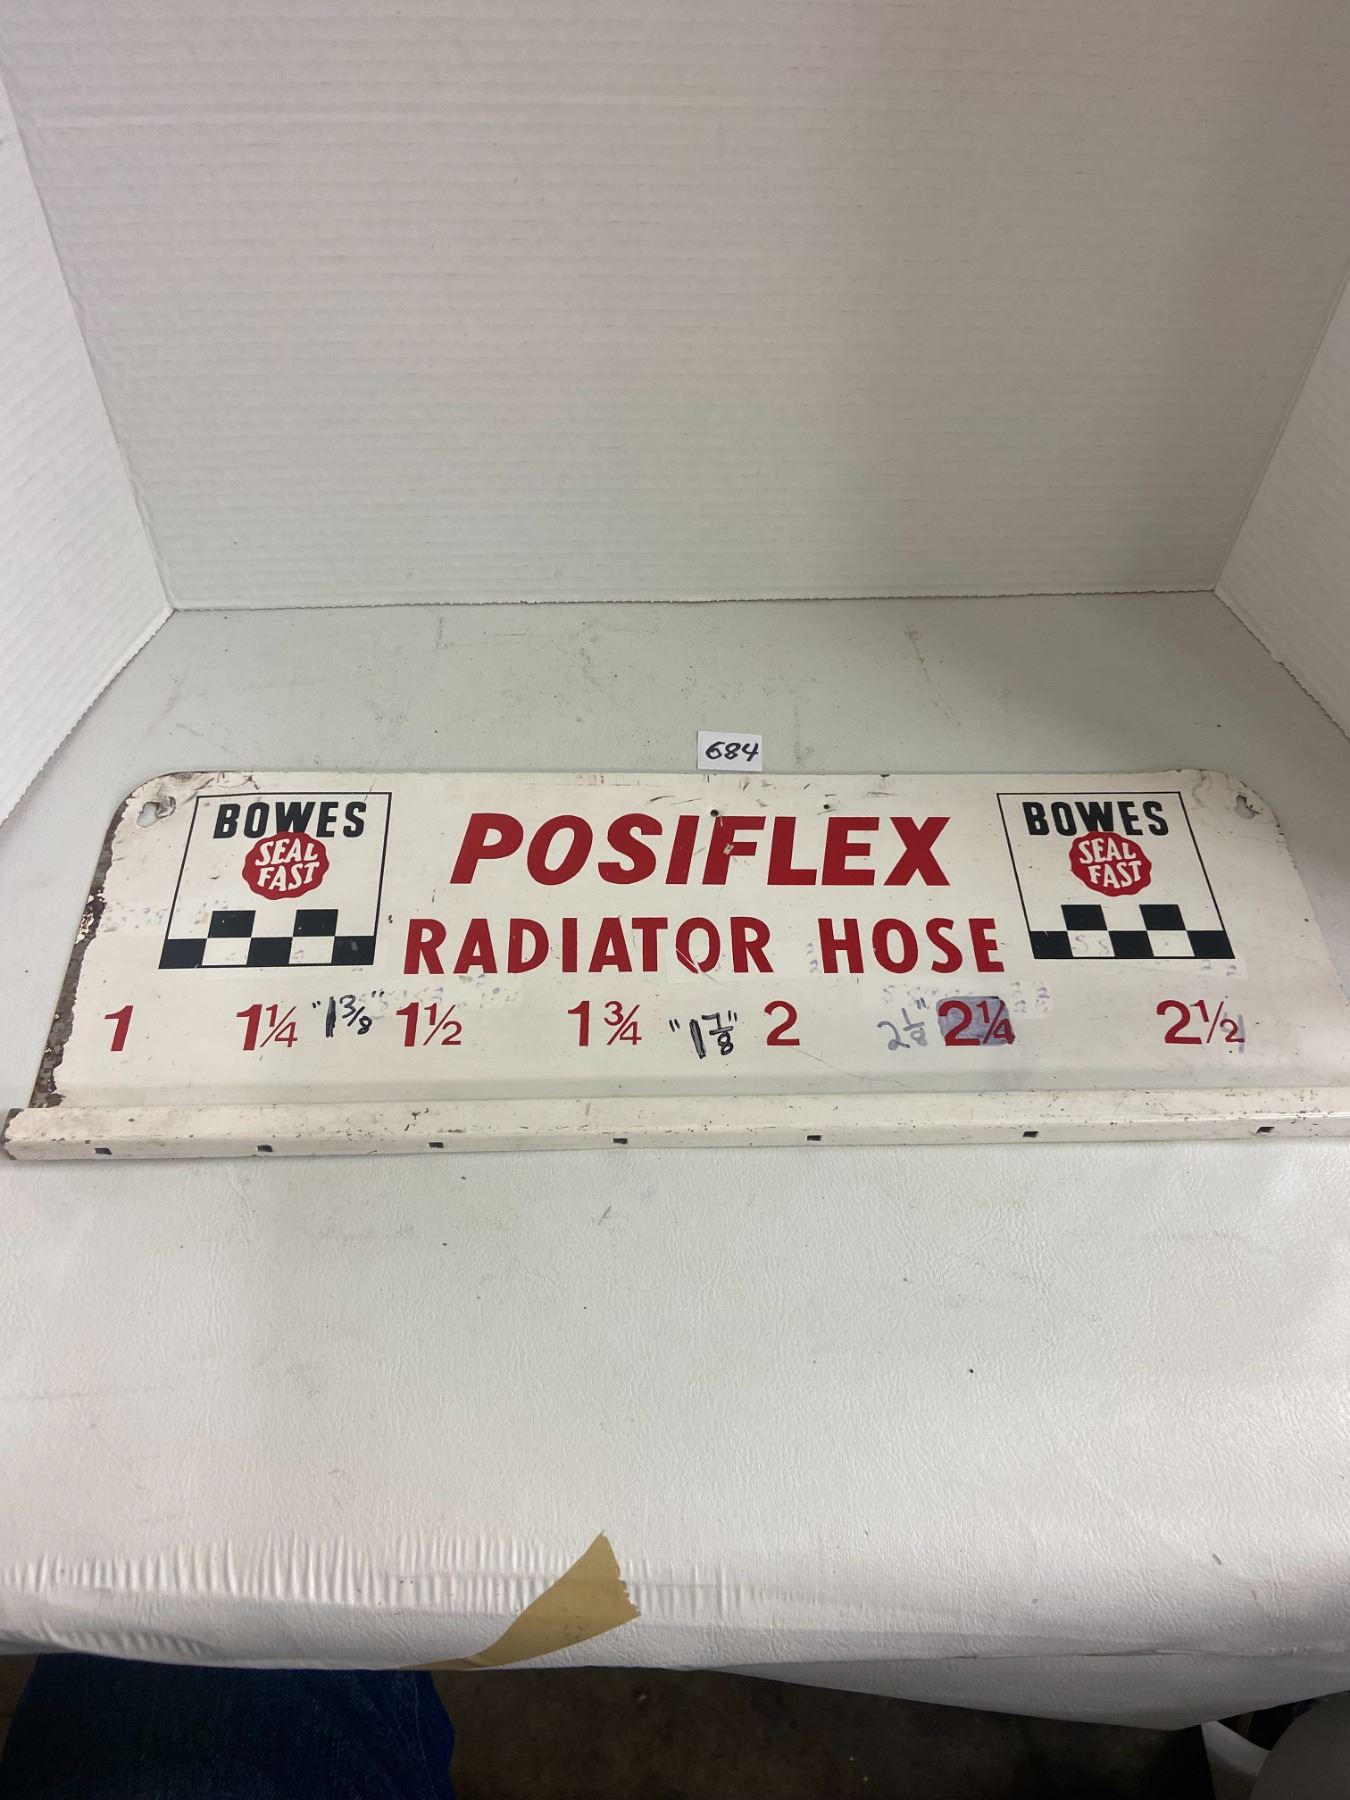 684
BOWES
SEAL
FAST
POSIFLEX
RADIATOR HOSE
BOWES
SEAL
FAST
1 1¼ "1⅜" 1½ 1¾ "1⅞" 2 2⅛" 2¼ 2½